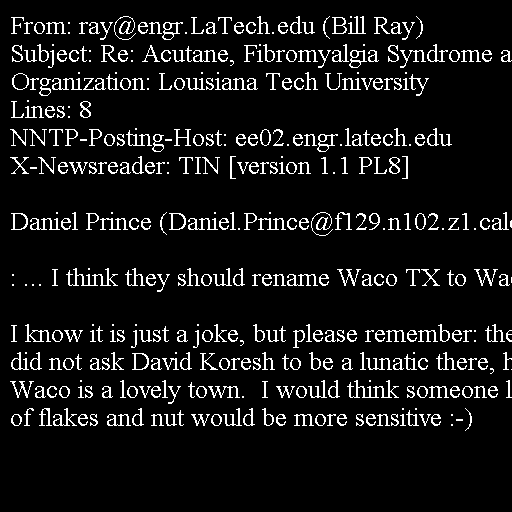 From: ray@engr.LaTech.edu (Bill Ray)
Subject: Re: Acutane, Fibromyalgia Syndrome
Organization: Louisiana Tech University
Lines: 8
NNTP-Posting-Host: ee02.engr.latech.edu
X-Newsreader: TIN [version 1.1 PL8]
Daniel Prince (Daniel.Prince@f129.n102.z1.cal
: ... I think they should rename Waco TX to
I know it is just a joke, but please remember:
did not ask David Koresh to be a lunatic there,
Waco is a lovely town.  I would think someone
of flakes and nut would be more sensitive :-)